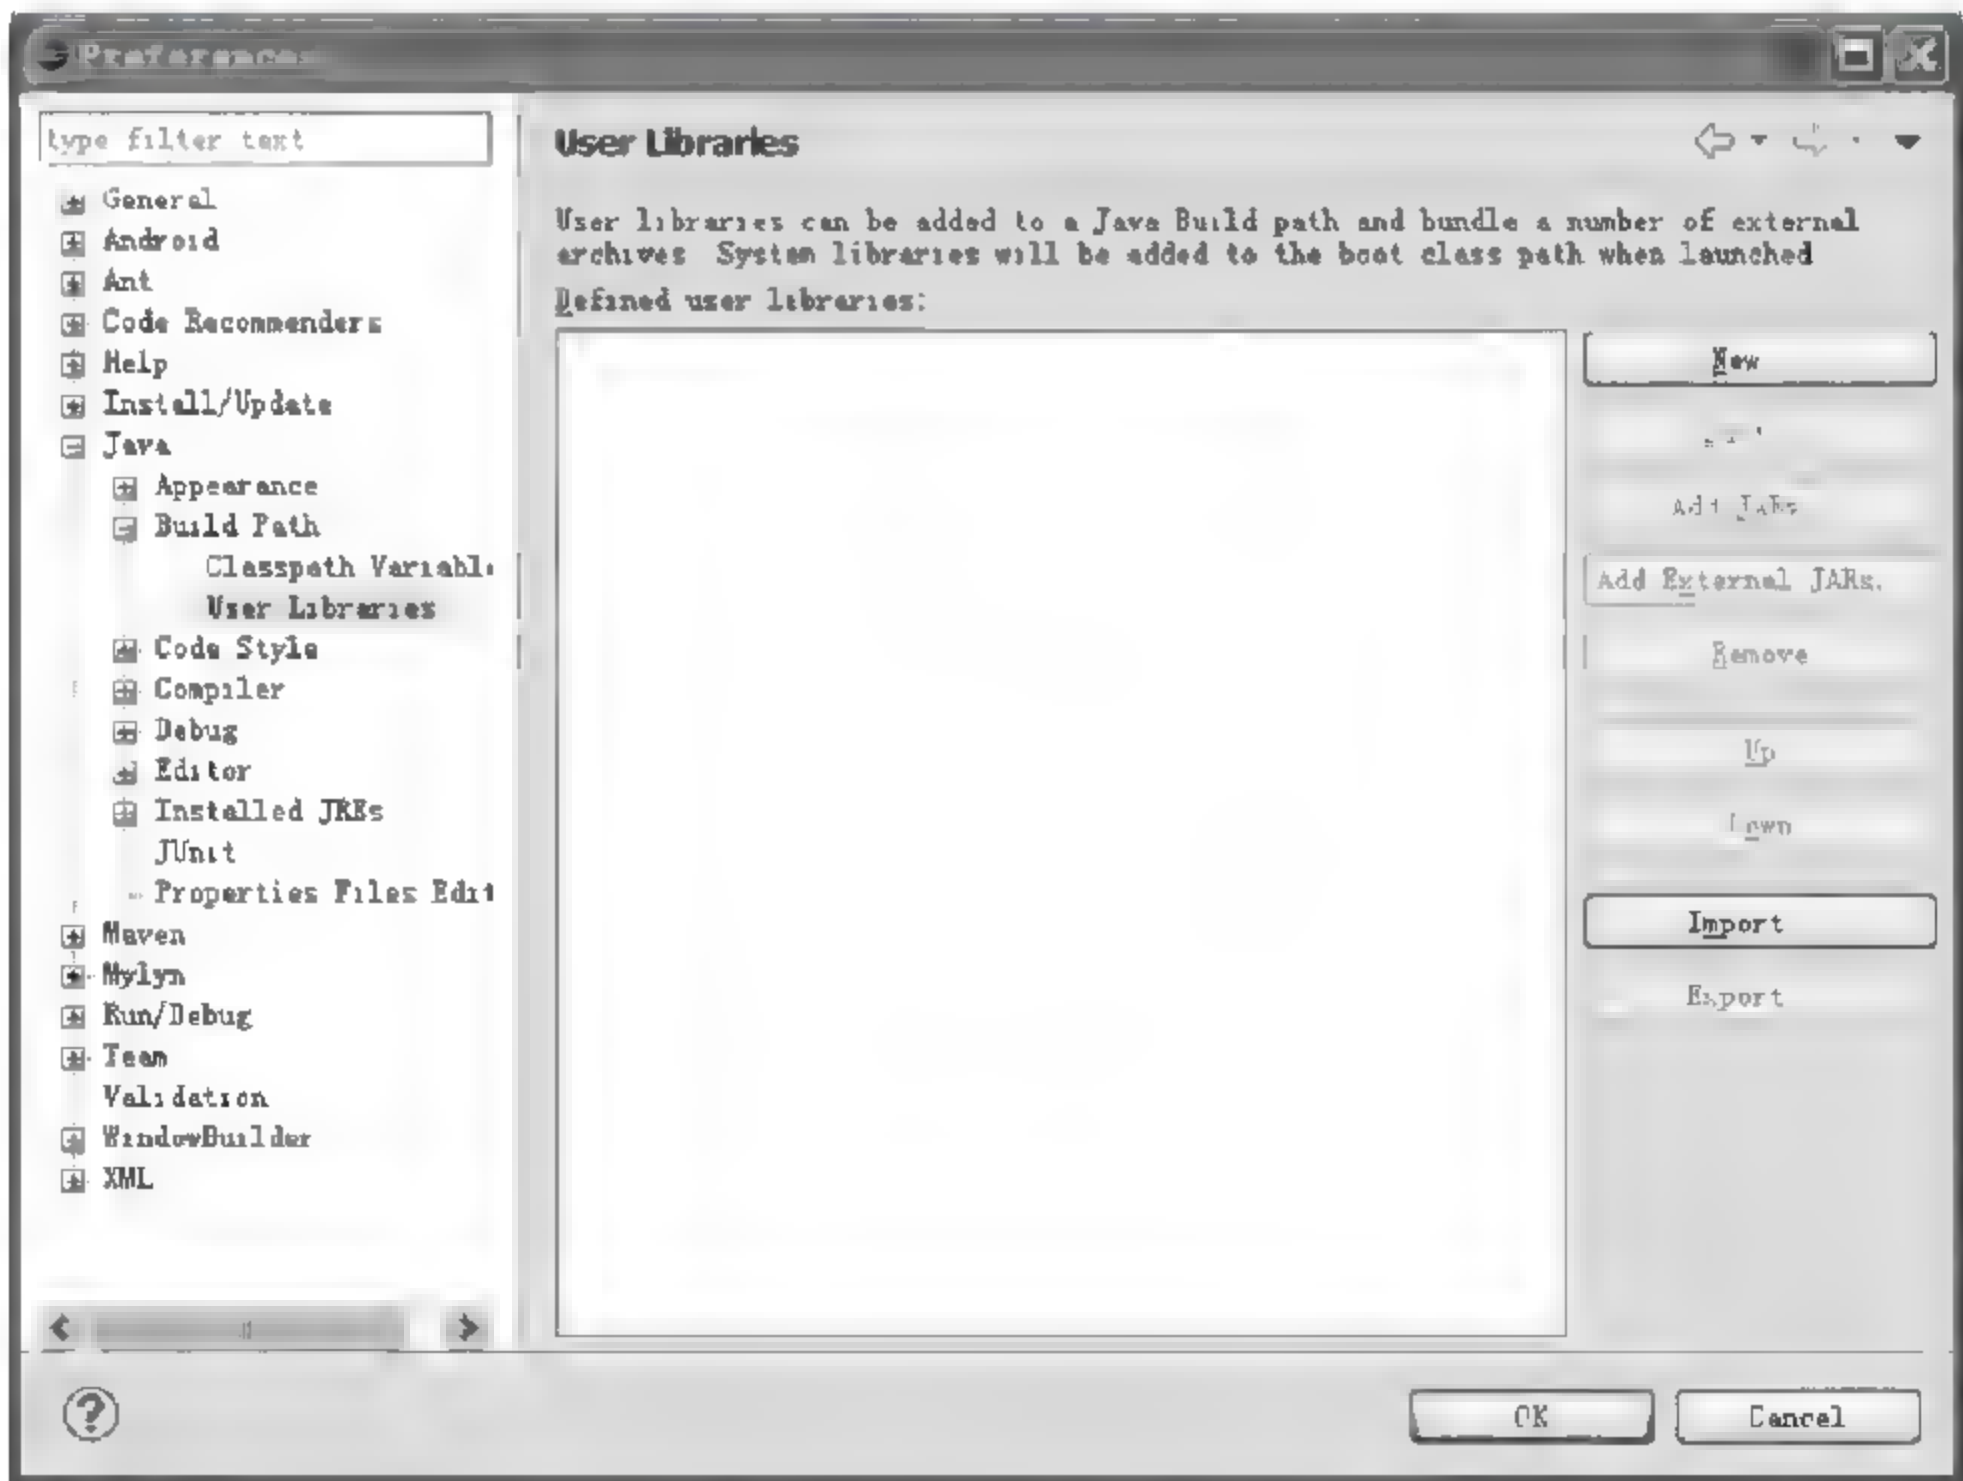 Preferences
type filter text
General
Android
Ant
Code Recommenders
Help
Install/Update
Java
Appearance
Build Path
Classpath Variabl
User Libraries
Code Style
Compiler
Debug
Editor
Installed JREs
JUnit
Properties Files Edit
Maven
Mylyn
Run/Debug
Team
Validation
WindowBuilder
XML
User Libraries
User libraries can be added to a Java Build path and bundle a number of external
archives System libraries will be added to the boot class path when launched
Defined user libraries:
New
Add JARs
Add External JARs.
Remove
Up
Down
Import
Export
OK
Cancel